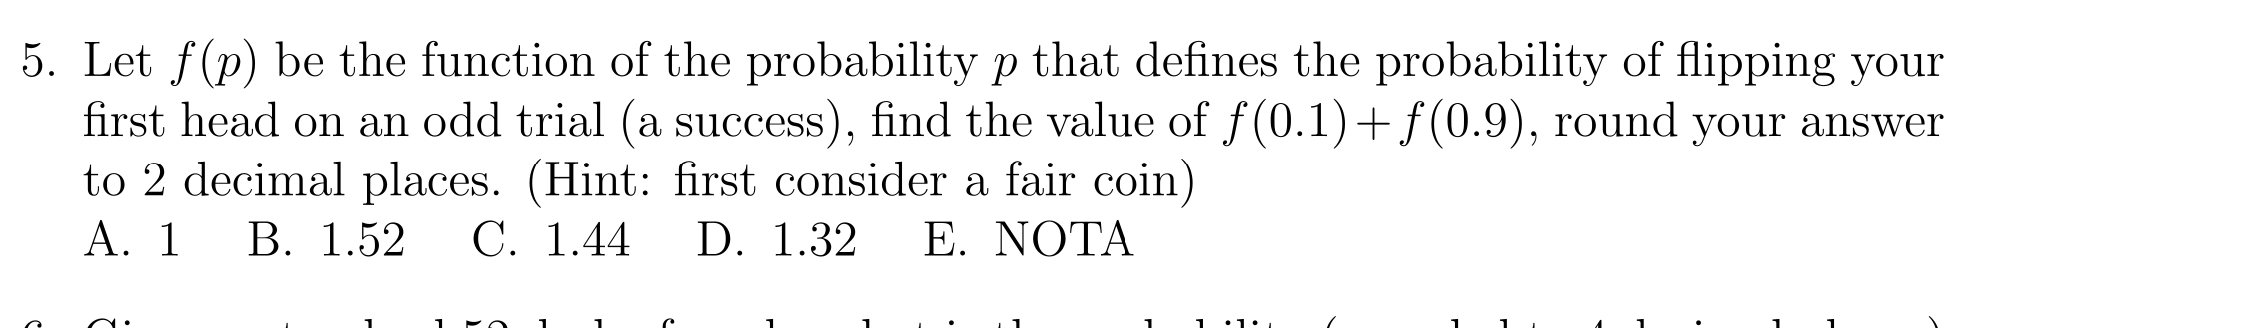 5. Let f(p) be the function of the probability p that defines the probability of flipping your
first head on an odd trial (a success), find the value of f(0.1)+f(0.9), round your answer
to 2 decimal places. (Hint: first consider a fair coin)
A. 1 B. 1.52 C. 1.44 D. 1.32 E. NOTA